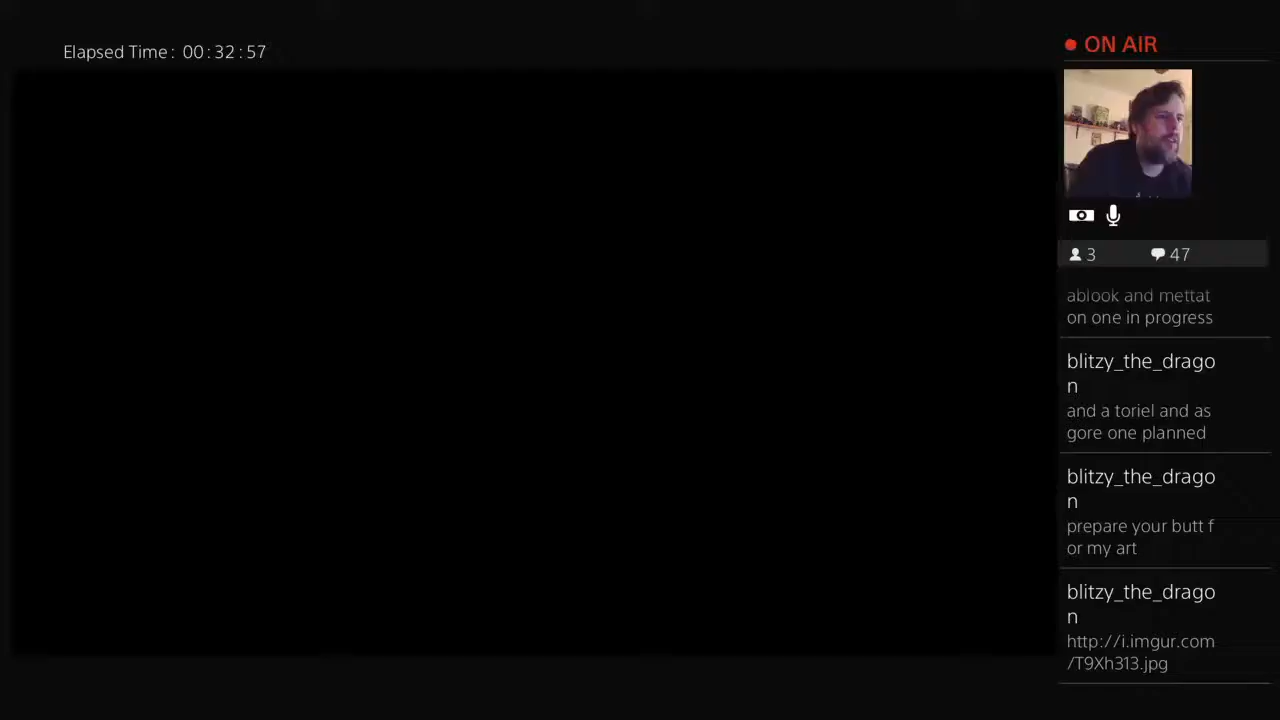 Elapsed Time: 00:32:57
ON AIR
3 47
abiook and mettat
on one in progress
blitzy_the_drago
n
and a toriel and as
gore one planned
blitzy_the_drago
n
prepare your butt f
or my art
blitzy_the_drago
n
http://i.imgur.com
/T9Xh313.jpg